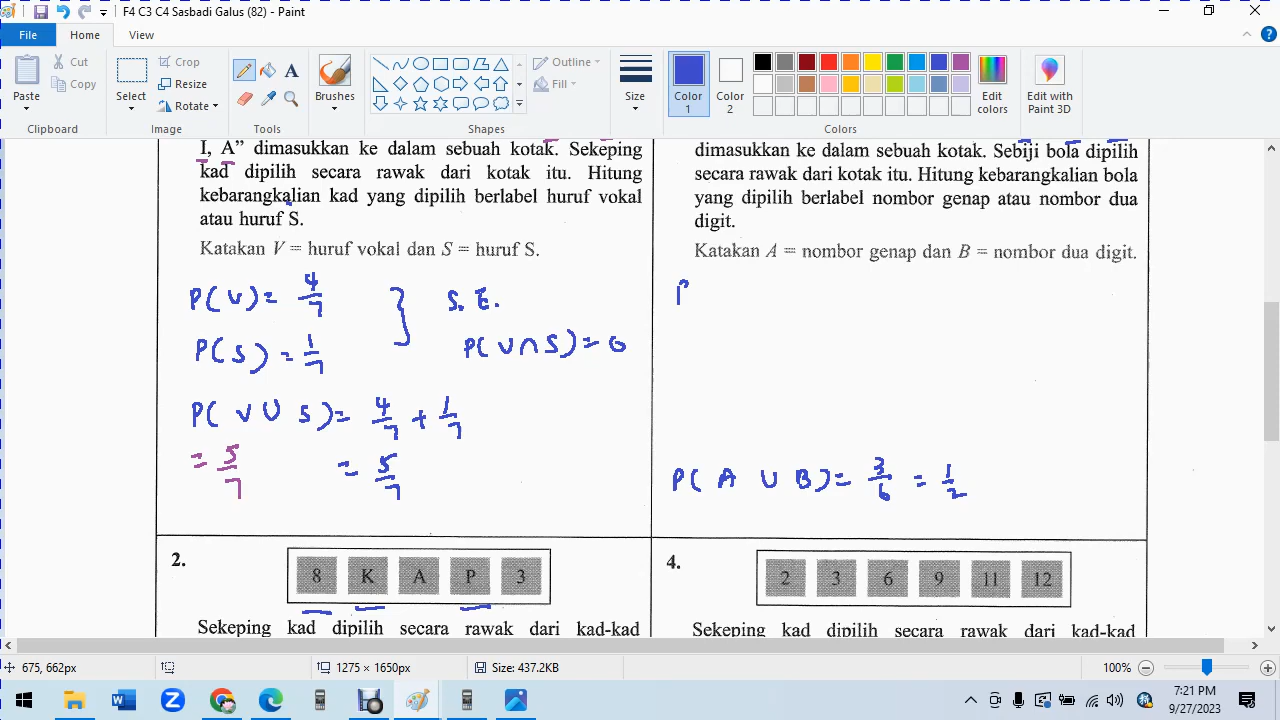 F4 C3 C4 Sasbadi Galus (82) - Paint
File Home View
Paste
Cut
Copy
Clipboard
Select
Crop
Resize
Rotate
Image
Tools
Brushes
Outline
Fill
Shapes
Size
Color 1
Color 2
Edit colors
Colors
Edit with Paint 3D
I, A” dimasukkan ke dalam sebuah kotak. Sekeping
kad dipilih secara rawak dari kotak itu. Hitung
kebarangkalian kad yang dipilih berlabel huruf vokal
atau huruf S.
Katakan V = huruf vokal dan S = huruf S.
P(V) = 4/7
P(S) = 1/7
} S.E.
P(V∩S) = 0
P(V∪S) = 4/7 + 1/7
= 5/7
= 5/7
dimasukkan ke dalam sebuah kotak. Sebiji bola dipilih
secara rawak dari kotak itu. Hitung kebarangkalian bola
yang dipilih berlabel nombor genap atau nombor dua
digit.
Katakan A = nombor genap dan B = nombor dua digit.
P
P(A ∪ B) = 3/6 = 1/2
2.
8 K A P 3
Sekeping kad dipilih secara rawak dari kad-kad
4.
2 3 6 9 11 12
Sekeping kad dipilih secara rawak dari kad-kad
675, 662px
1275 × 1650px
Size: 437.2KB
100%
7:21 PM
9/27/2023